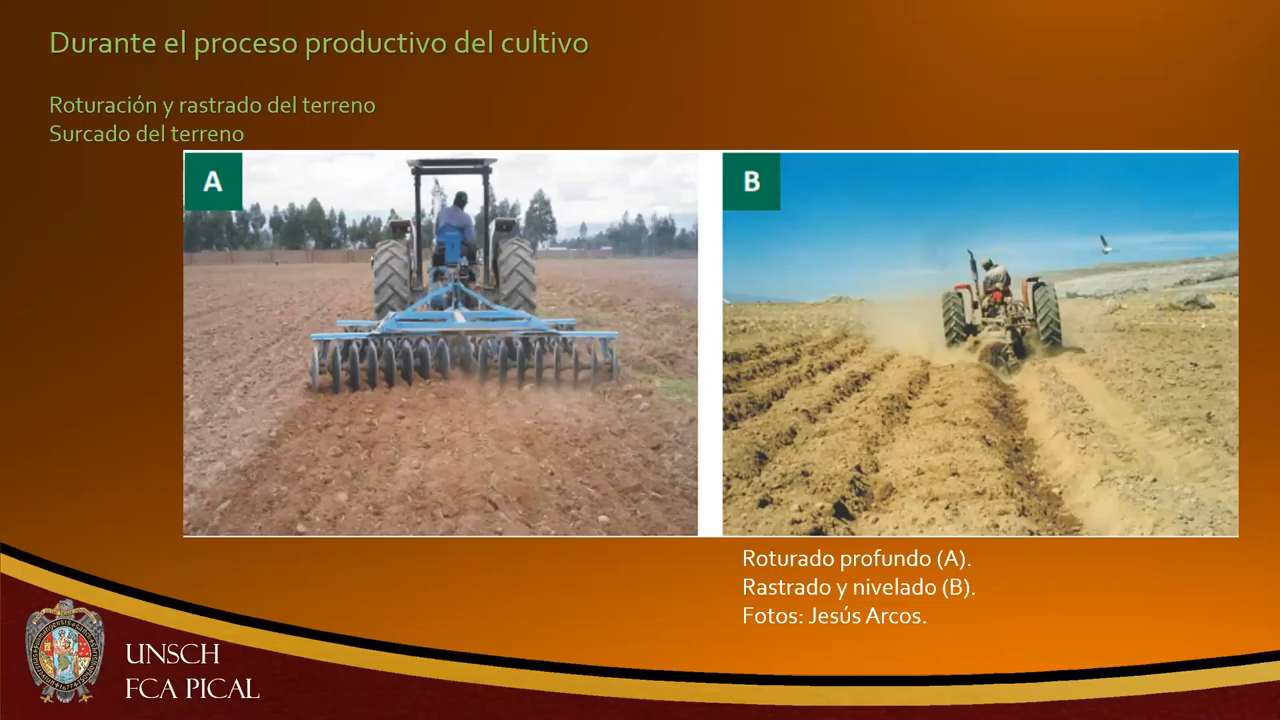 Durante el proceso productivo del cultivo
Roturación y rastrado del terreno
Surcado del terreno
A
B
Roturado profundo (A).
Rastrado y nivelado (B).
Fotos: Jesús Arcos.
UNSCH
FCA PICAL